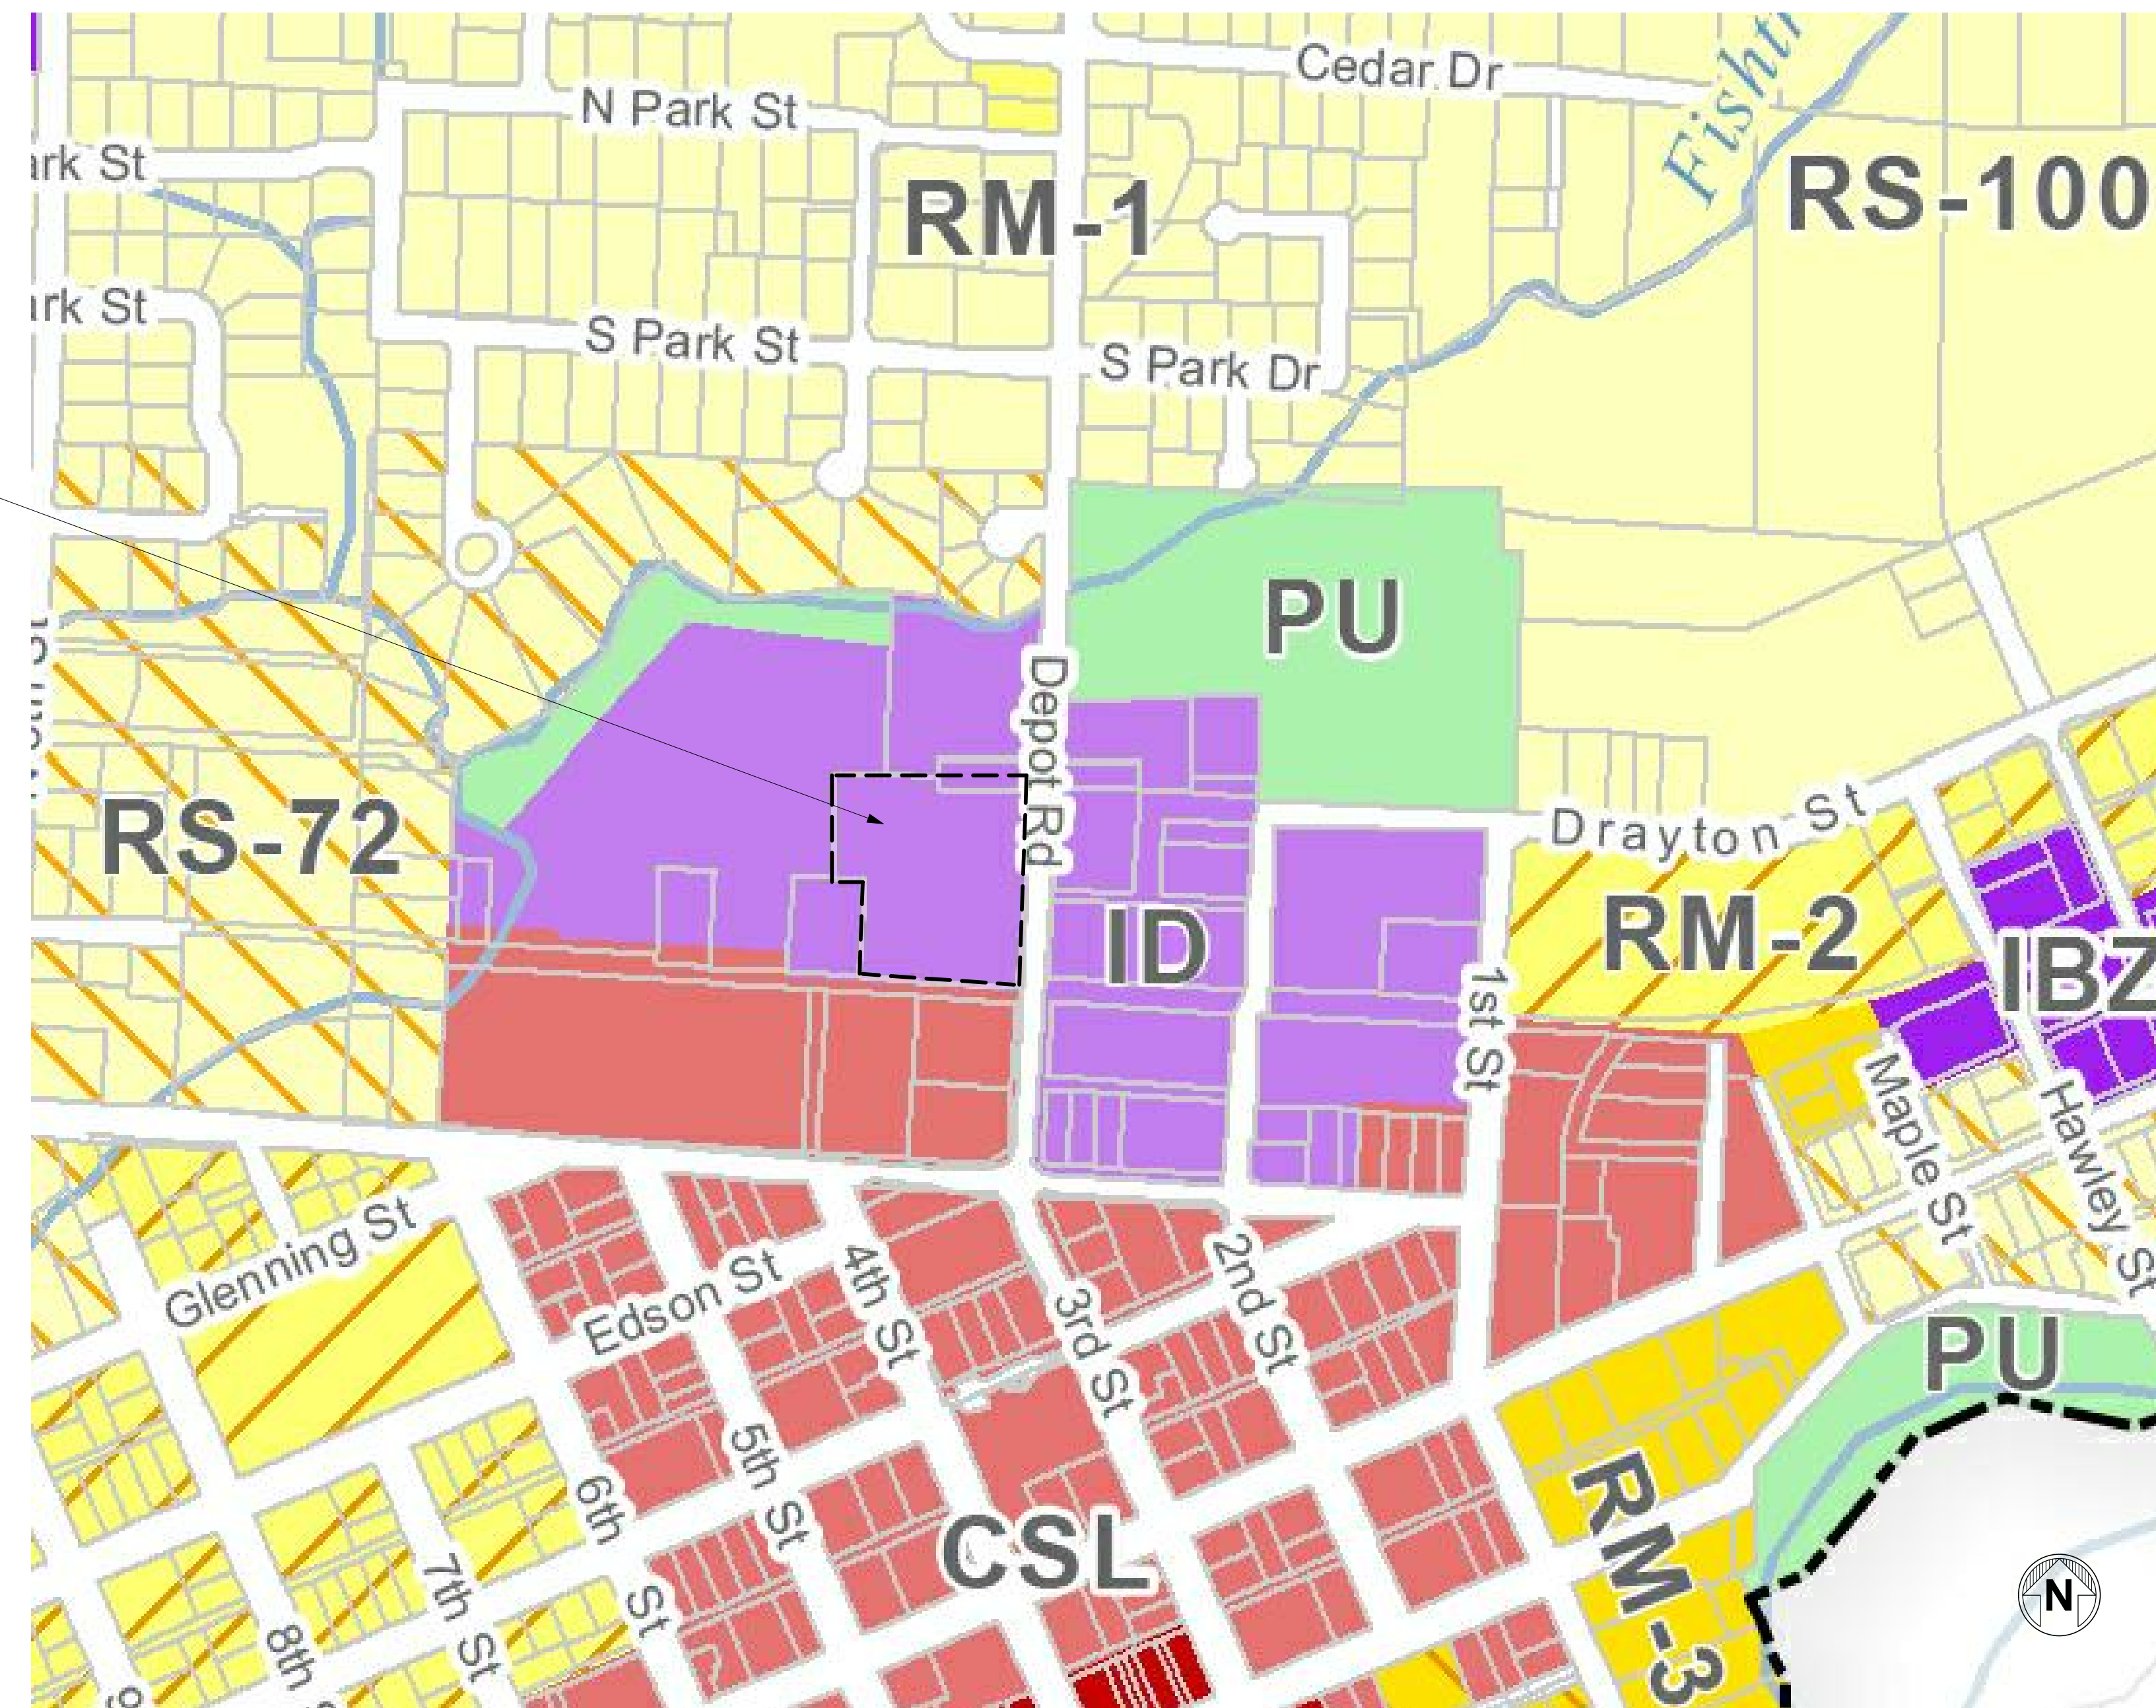 Cedar Dr
N Park St
ark St
RM-1
RS-100
ark St
S Park St
S Park Dr
PU
Depot Rd
RS-72
Drayton St
RM-2
ID
IBZ
1st St
Maple St
Hawley St
Glenning St
Edson St
4th St
3rd St
2nd St
PU
5th St
6th St
CSL
RM-3
7th St
8th
N